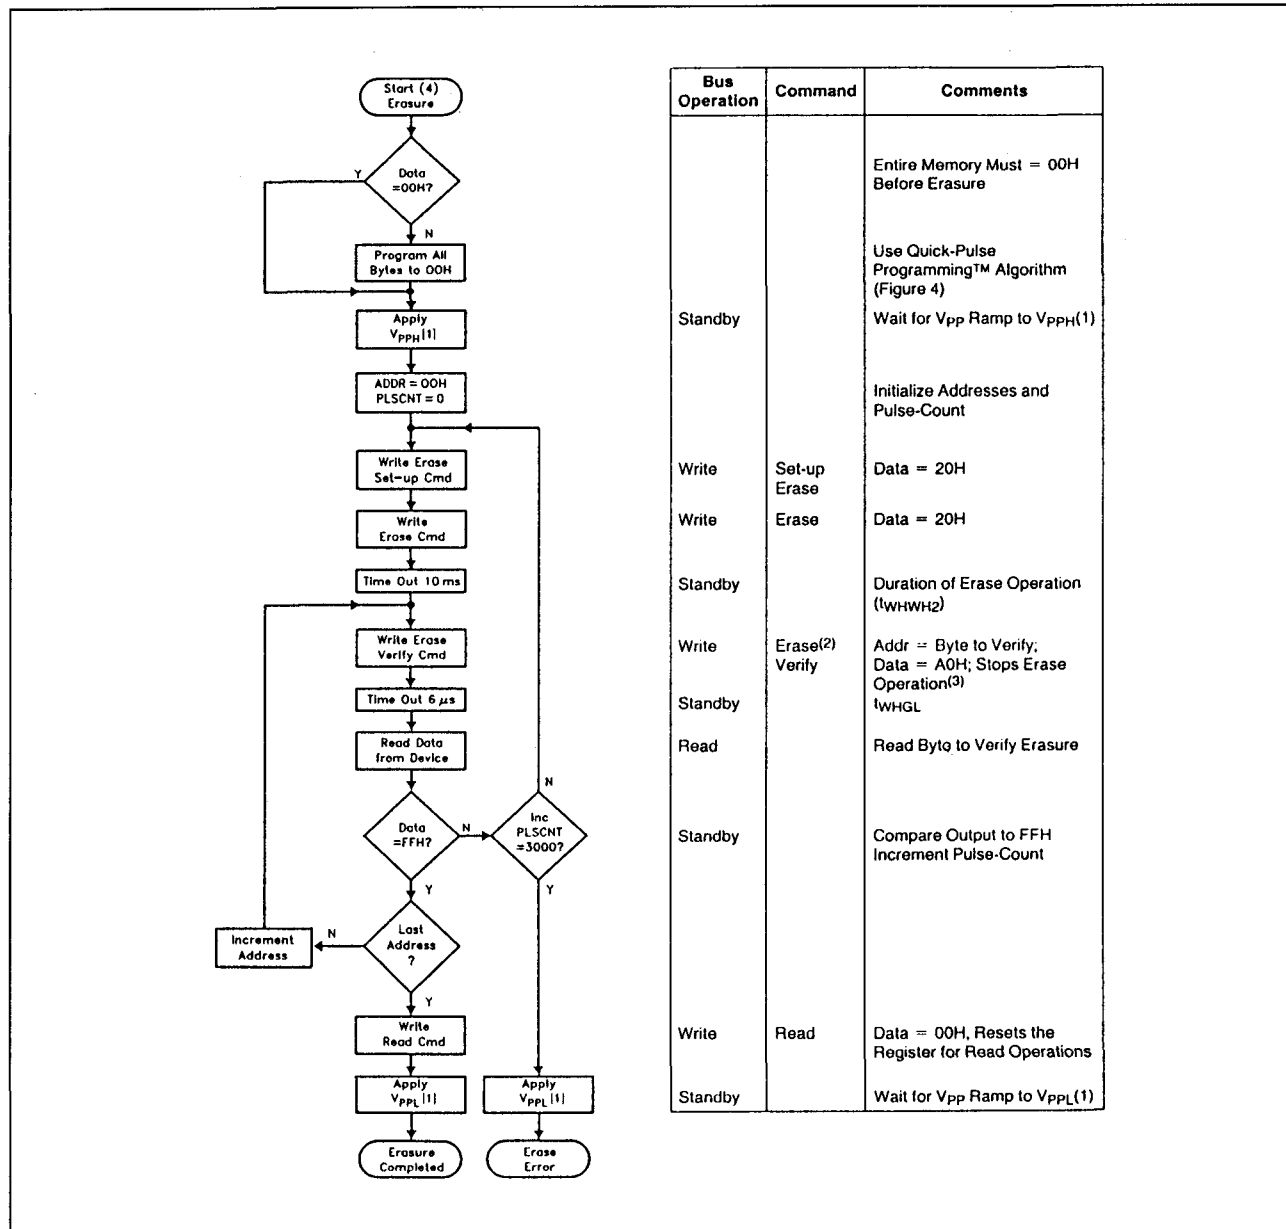 Start (4)
Erasure
Data
=00H?
Y
N
Program All
Bytes to 00H
Apply
VPPH[1]
ADDR = 00H
PLSCNT = 0
Write Erase
Set-up Cmd
Write
Erase Cmd
Time Out 10 ms
Write Erase
Verify Cmd
Time Out 6 µs
Read Data
from Device
Data
=FFH?
N
Y
Inc
PLSCNT
=3000?
N
Y
Last
Address
?
N
Y
Increment
Address
Write
Read Cmd
Apply
VPPL[1]
Apply
VPPL[1]
Erasure
Completed
Erase
Error
Bus
Operation
Command
Comments
Entire Memory Must = 00H
Before Erasure
Use Quick-Pulse
Programming™ Algorithm
(Figure 4)
Standby
Wait for VPP Ramp to VPPH(1)
Initialize Addresses and
Pulse-Count
Write
Set-up
Erase
Data = 20H
Write
Erase
Data = 20H
Standby
Duration of Erase Operation
(tWHWH2)
Write
Erase(2)
Verify
Addr = Byte to Verify;
Data = A0H; Stops Erase
Operation(3)
Standby
tWHGL
Read
Read Byte to Verify Erasure
Standby
Compare Output to FFH
Increment Pulse-Count
Write
Read
Data = 00H, Resets the
Register for Read Operations
Standby
Wait for VPP Ramp to VPPL(1)